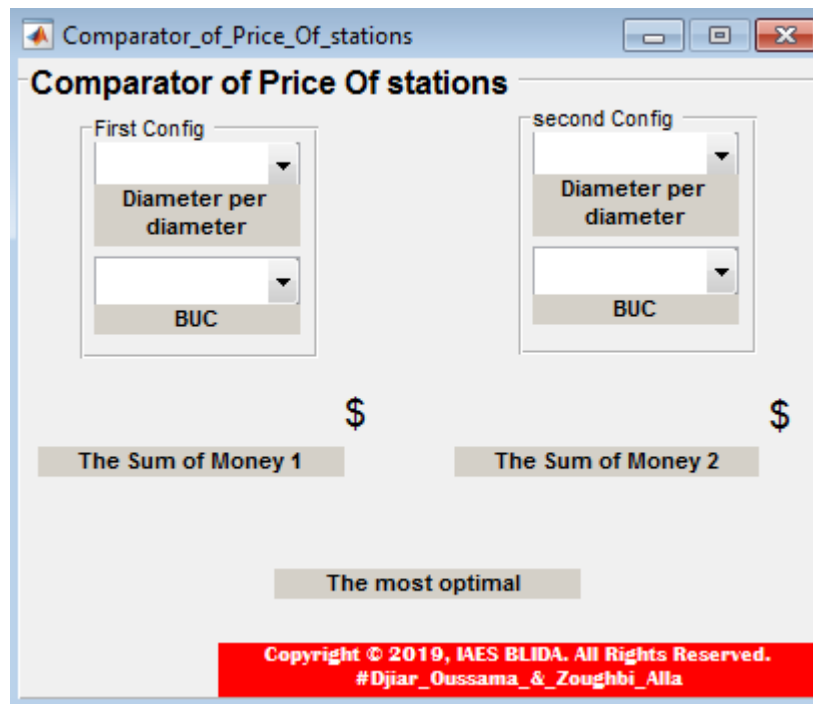 Comparator_of_Price_Of_stations
Comparator of Price Of stations
First Config
Diameter per
diameter
BUC
second Config
Diameter per
diameter
BUC
$
The Sum of Money 1
$
The Sum of Money 2
The most optimal
Copyright © 2019, IAES BLIDA. All Rights Reserved.
#Djiar_Oussama_&_Zoughbi_Alla